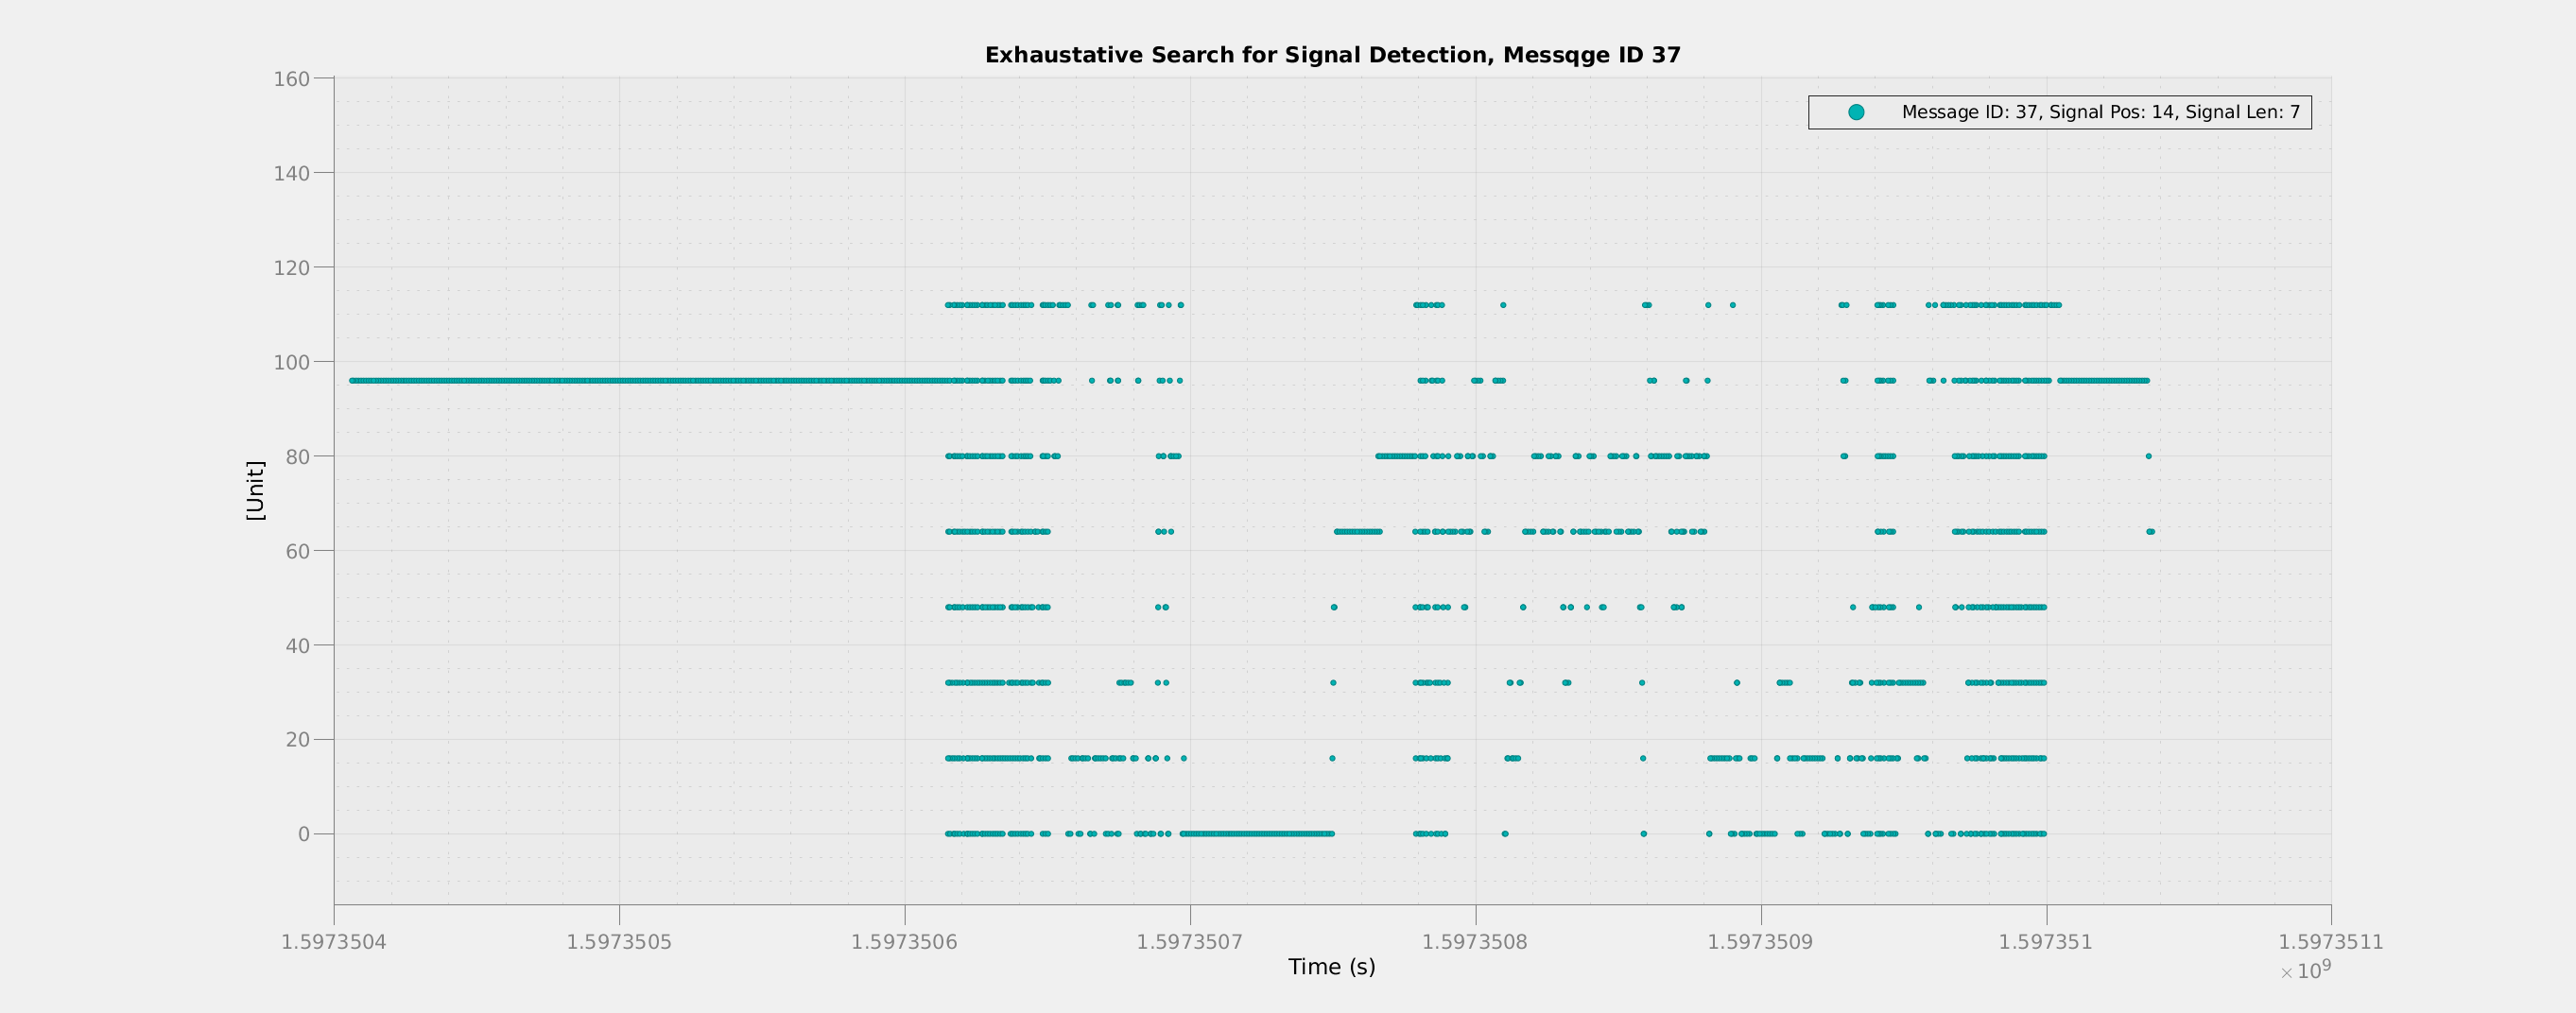 Exhaustative Search for Signal Detection, Messqge ID 37
Message ID: 37, Signal Pos: 14, Signal Len: 7
160
140
120
100
80
60
40
20
0
[Unit]
1.5973504 1.5973505 1.5973506 1.5973507 1.5973508 1.5973509 1.597351 1.5973511
Time (s)
× 10⁹